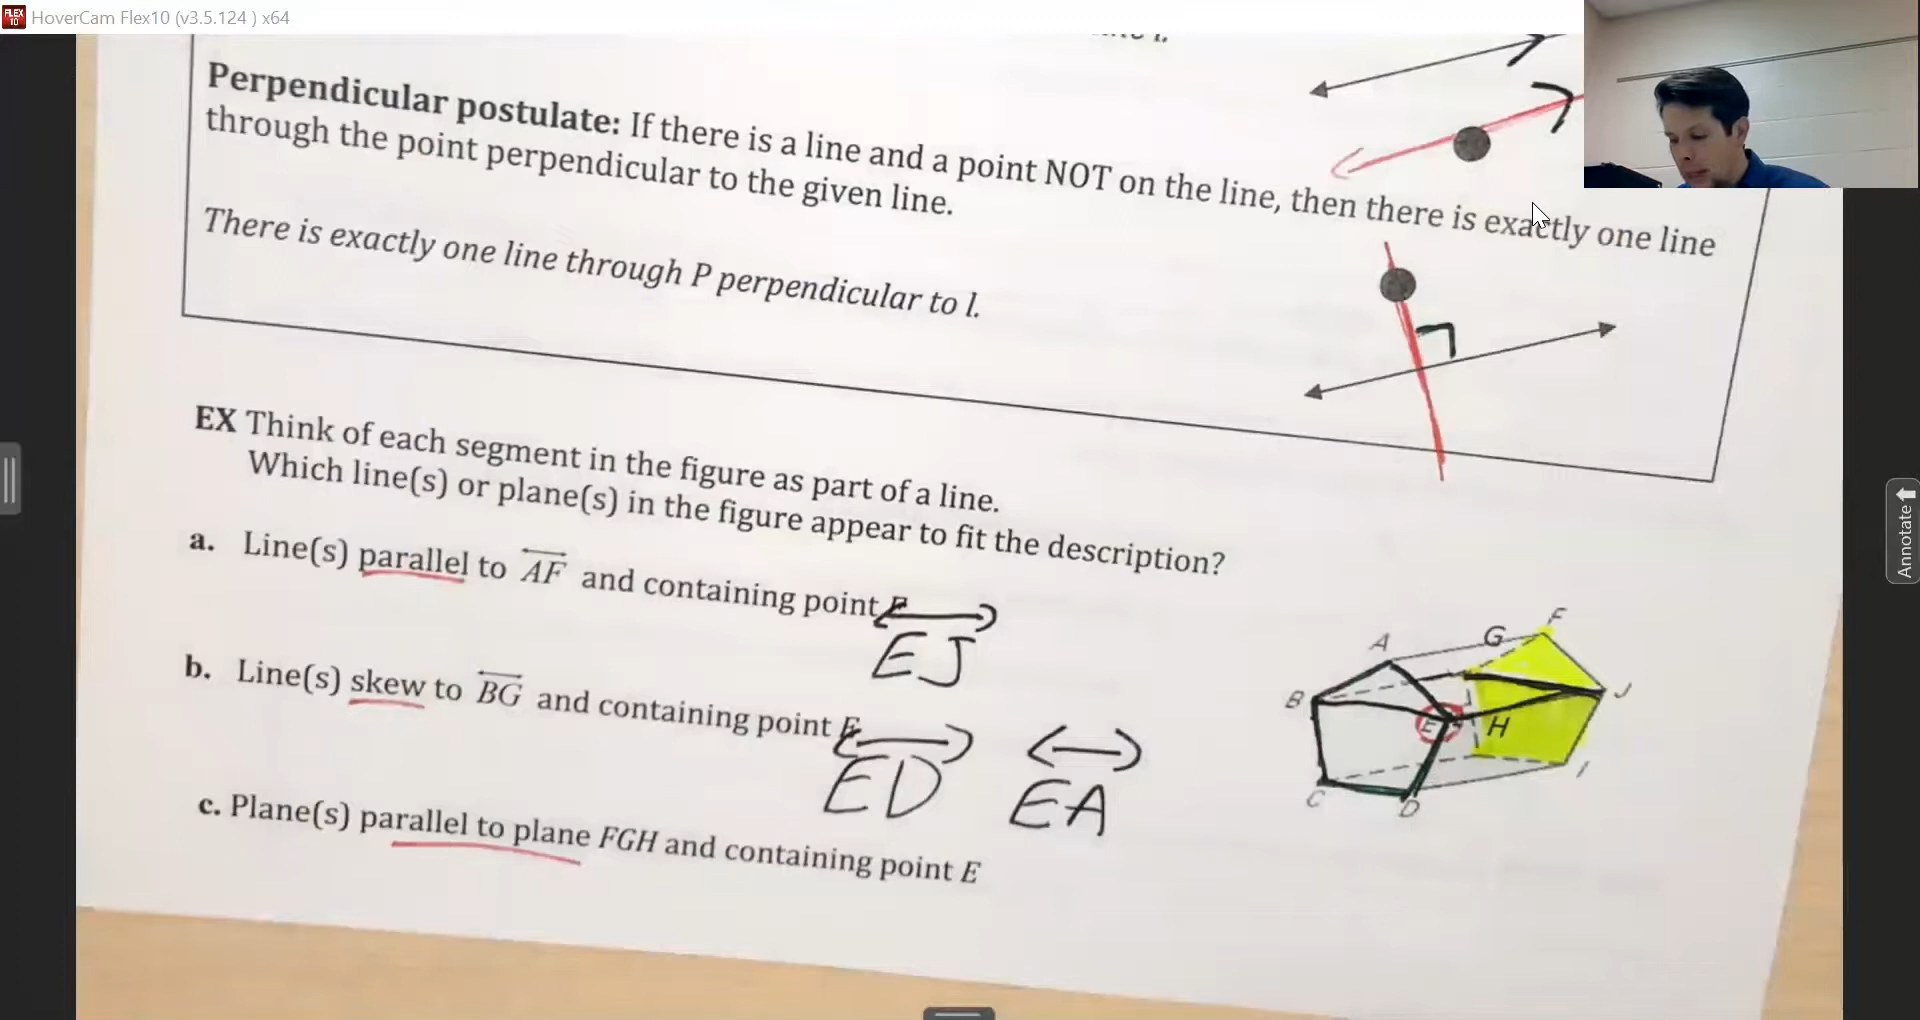 HoverCam Flex10 (v3.5.124 ) x64
Perpendicular postulate: If there is a line and a point NOT on the line, then there is exactly one line
through the point perpendicular to the given line.
There is exactly one line through P perpendicular to l.
EX Think of each segment in the figure as part of a line.
Which line(s) or plane(s) in the figure appear to fit the description?
a. Line(s) parallel to AF and containing point E
EJ
b. Line(s) skew to BG and containing point E
ED EA
c. Plane(s) parallel to plane FGH and containing point E
F
A G
B J
E H
I
C D
Annotate
FLEX
10